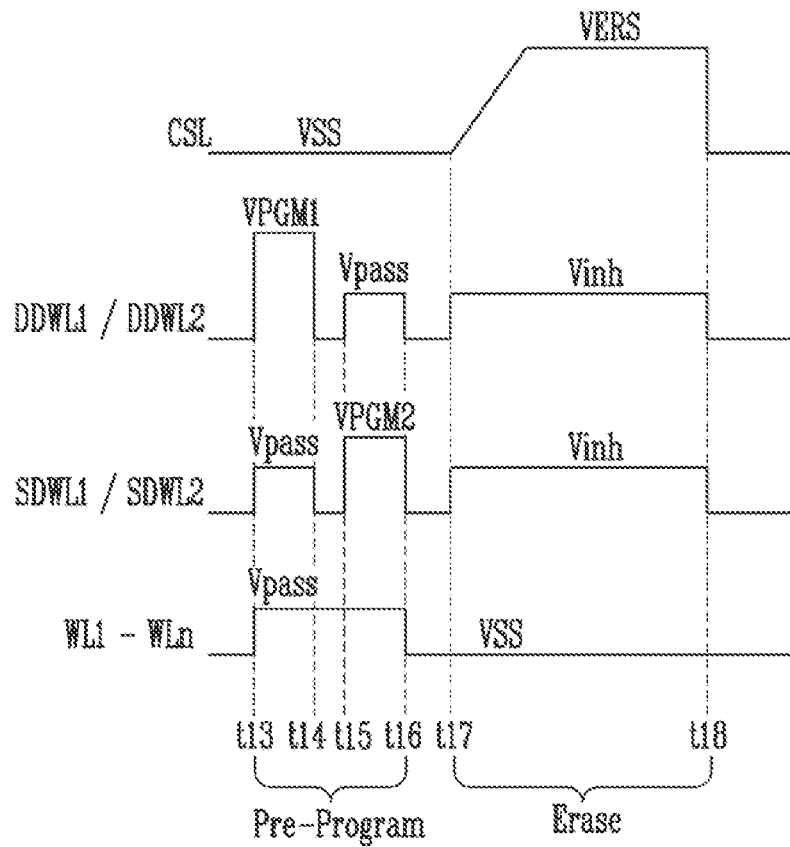 VERS
CSL
VSS
VPGM1
Vpass
Vinh
DDWL1 / DDWL2
VPGM2
Vpass
Vinh
SDWL1 / SDWL2
Vpass
WL1 - WLn
VSS
t13 t14 t15 t16 t17 t18
Pre-Program
Erase